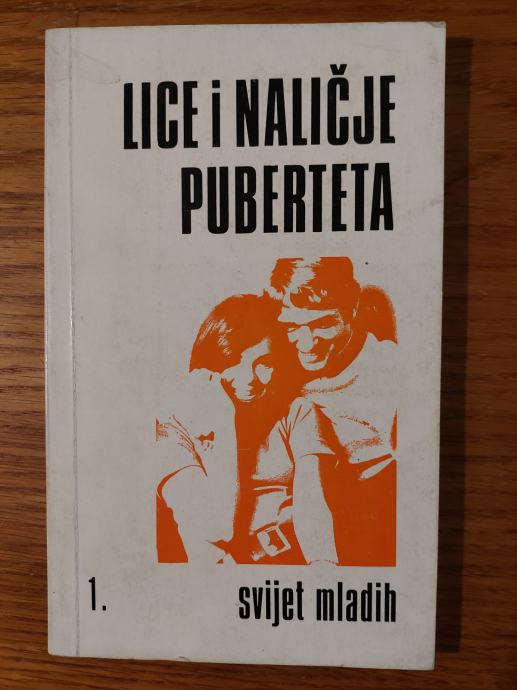 LICE i NALIČJE
PUBERTETA
1.
svijet mladih